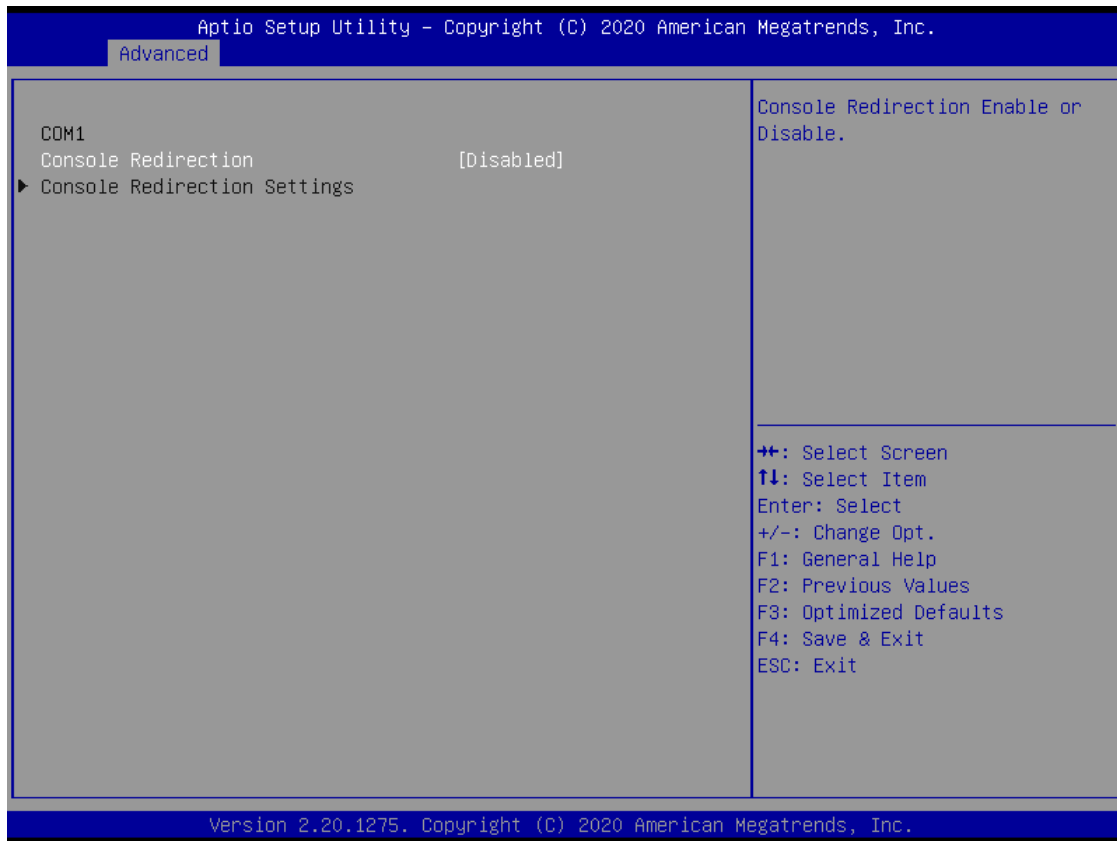 Aptio Setup Utility – Copyright (C) 2020 American Megatrends, Inc.
Advanced
COM1
Console Redirection [Disabled]
▶ Console Redirection Settings
Console Redirection Enable or
Disable.
→←: Select Screen
↑↓: Select Item
Enter: Select
+/-: Change Opt.
F1: General Help
F2: Previous Values
F3: Optimized Defaults
F4: Save & Exit
ESC: Exit
Version 2.20.1275. Copyright (C) 2020 American Megatrends, Inc.